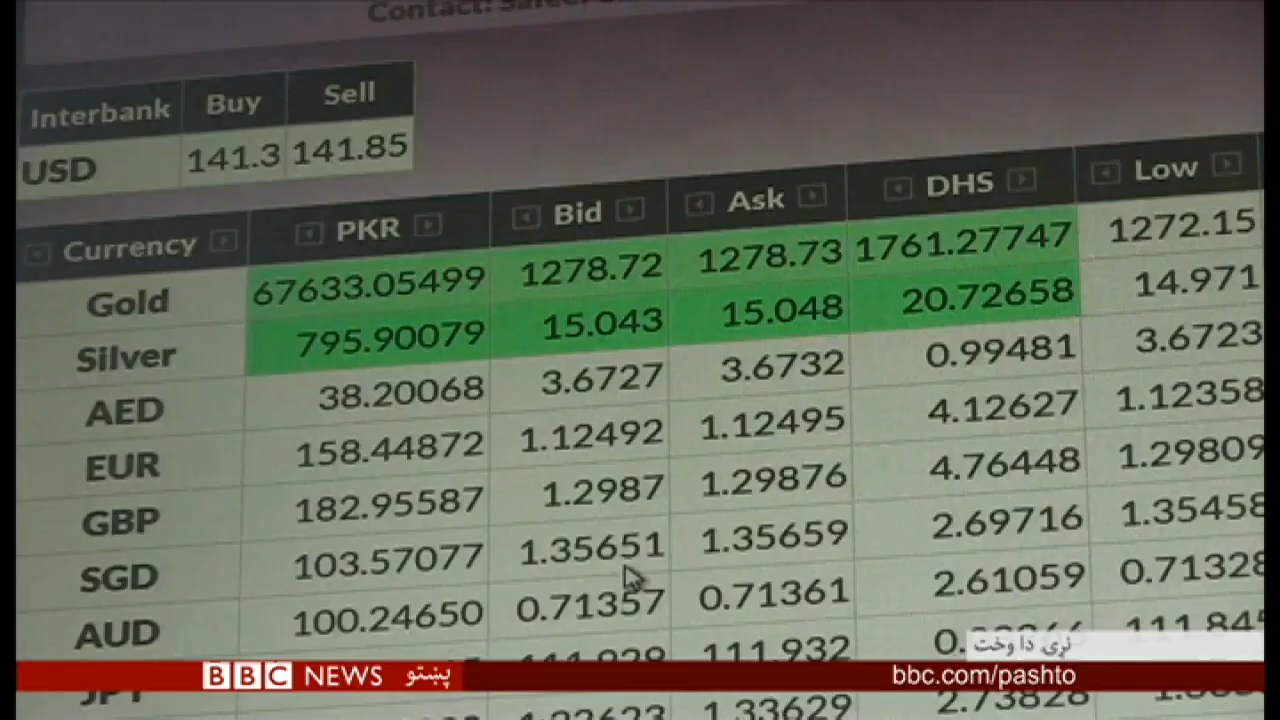 Contact:
Interbank Buy Sell
USD 141.3 141.85
Currency PKR Bid Ask DHS Low
Gold 67633.05499 1278.72 1278.73 1761.27747 1272.15
Silver 795.90079 15.043 15.048 20.72658 14.971
AED 38.20068 3.6727 3.6732 0.99481 3.6723
EUR 158.44872 1.12492 1.12495 4.12627 1.12358
GBP 182.95587 1.2987 1.29876 4.76448 1.29809
SGD 103.57077 1.35651 1.35659 2.69716 1.35458
AUD 100.24650 0.71357 0.71361 2.61059 0.71328
111.929 111.932 111.84
1.33629 2.73828
نړۍ دا وخت
BBC NEWS پښتو bbc.com/pashto